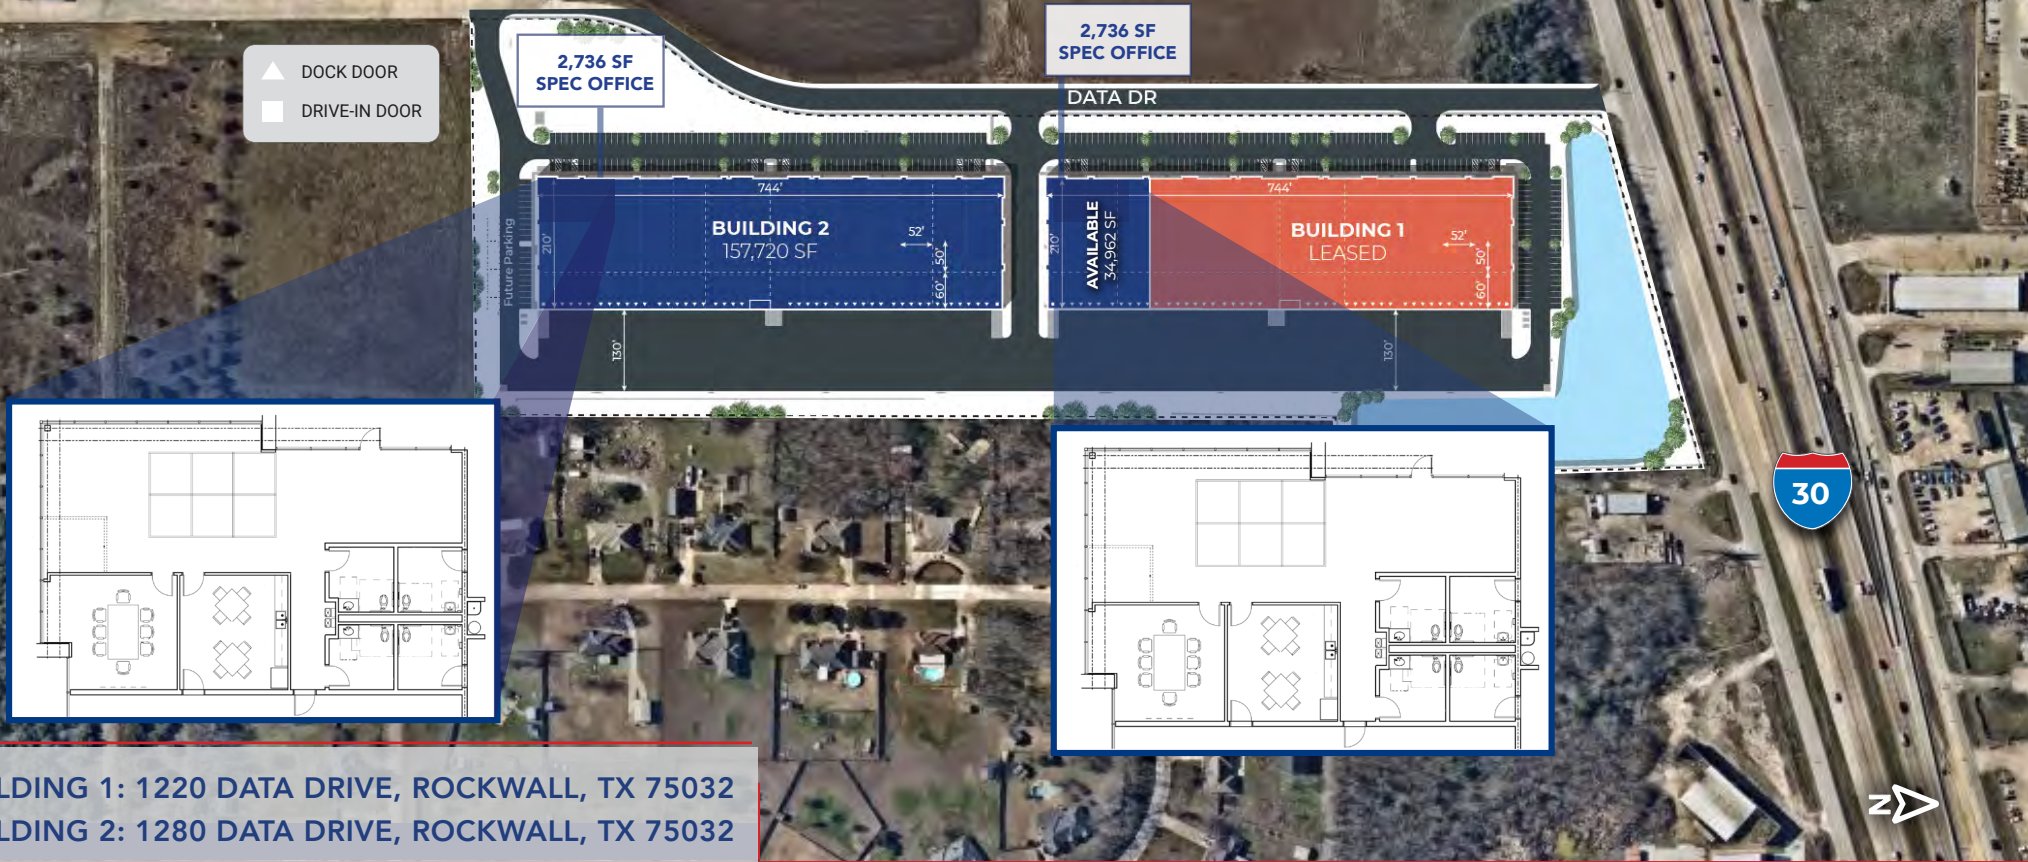 DOCK DOOR
DRIVE-IN DOOR
2,736 SF
SPEC OFFICE
2,736 SF
SPEC OFFICE
DATA DR
Future Parking
210'
744'
BUILDING 2
157,720 SF
52'
50'
60'
130'
210'
AVAILABLE
34,962 SF
744'
BUILDING 1
LEASED
52'
50'
60'
130'
30
LDING 1: 1220 DATA DRIVE, ROCKWALL, TX 75032
LDING 2: 1280 DATA DRIVE, ROCKWALL, TX 75032
N